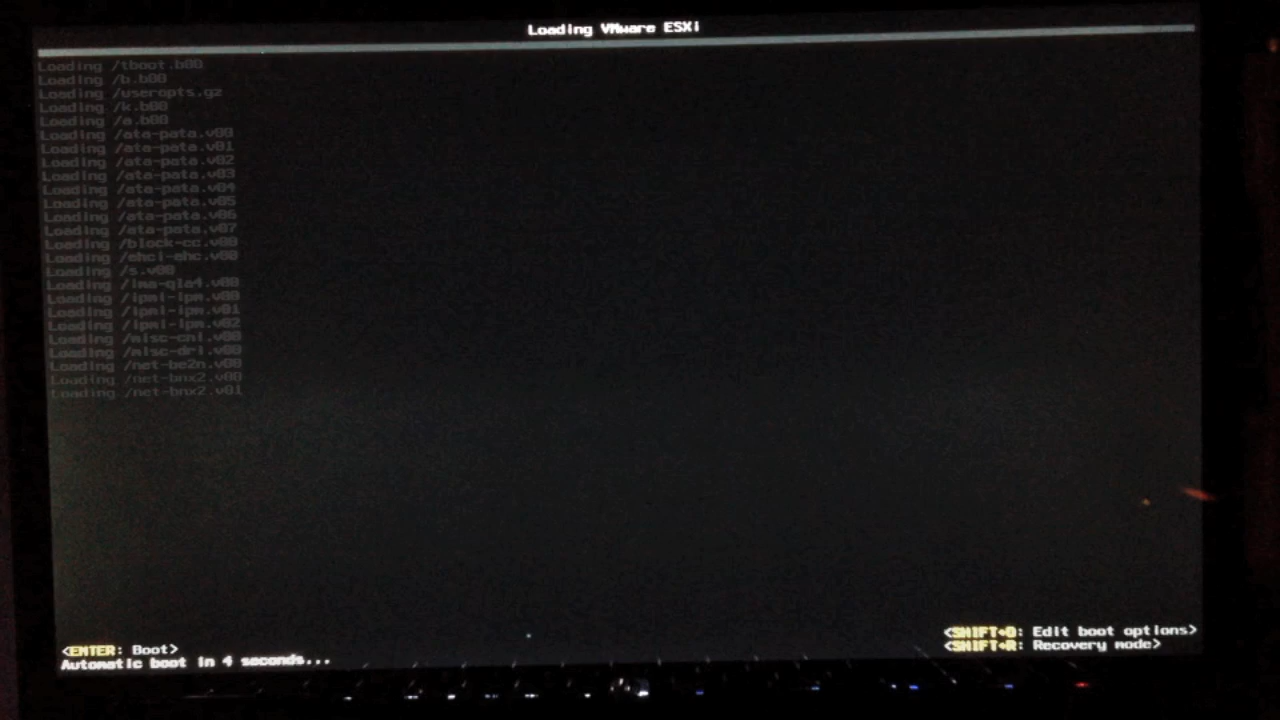 Loading VMware ESXi
Loading /tboot.b00
Loading /b.b00
Loading /useropts.gz
Loading /k.b00
Loading /a.b00
Loading /ata-pata.v00
Loading /ata-pata.v01
Loading /ata-pata.v02
Loading /ata-pata.v03
Loading /ata-pata.v04
Loading /ata-pata.v05
Loading /ata-pata.v06
Loading /ata-pata.v07
Loading /block-cc.v00
Loading /ehci-ehc.v00
Loading /s.v00
Loading /ima-qla4.v00
Loading /ipmi-ipm.v00
Loading /ipmi-ipm.v01
Loading /ipmi-ipm.v02
Loading /misc-cni.v00
Loading /misc-dri.v00
Loading /net-be2n.v00
Loading /net-bnx2.v00
Loading /net-bnx2.v01
<ENTER: Boot>
Automatic boot in 4 seconds...
<SHIFT+O: Edit boot options>
<SHIFT+R: Recovery mode>